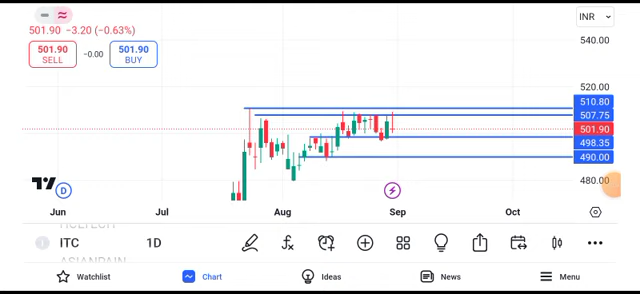 INR
501.90 −3.20 (−0.63%)
540.00
501.90 SELL
−0.00
501.90 BUY
520.00
510.80
507.75
501.90
498.35
490.00
480.00
D
Jun Jul Aug Sep Oct
ITC 1D
ASIANPAIN
Watchlist Chart Ideas News Menu